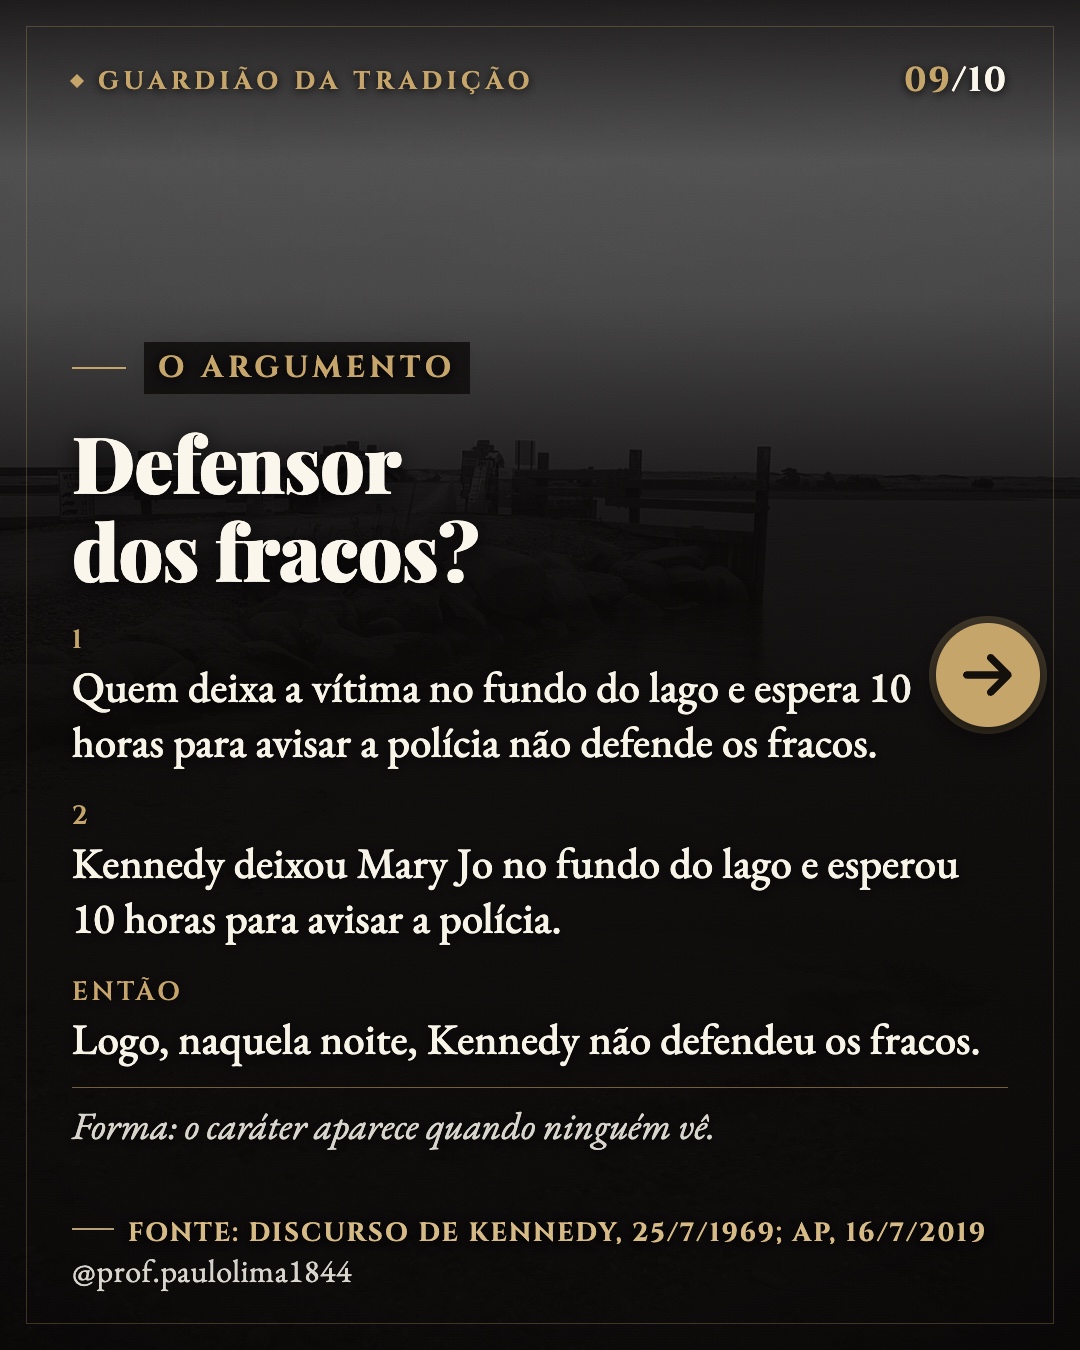 GUARDIÃO DA TRADIÇÃO
09/10
O ARGUMENTO
Defensor
dos fracos?
1
Quem deixa a vítima no fundo do lago e espera 10
horas para avisar a polícia não defende os fracos.
2
Kennedy deixou Mary Jo no fundo do lago e esperou
10 horas para avisar a polícia.
ENTÃO
Logo, naquela noite, Kennedy não defendeu os fracos.
Forma: o caráter aparece quando ninguém vê.
FONTE: DISCURSO DE KENNEDY, 25/7/1969; AP, 16/7/2019
@prof.paulolima1844